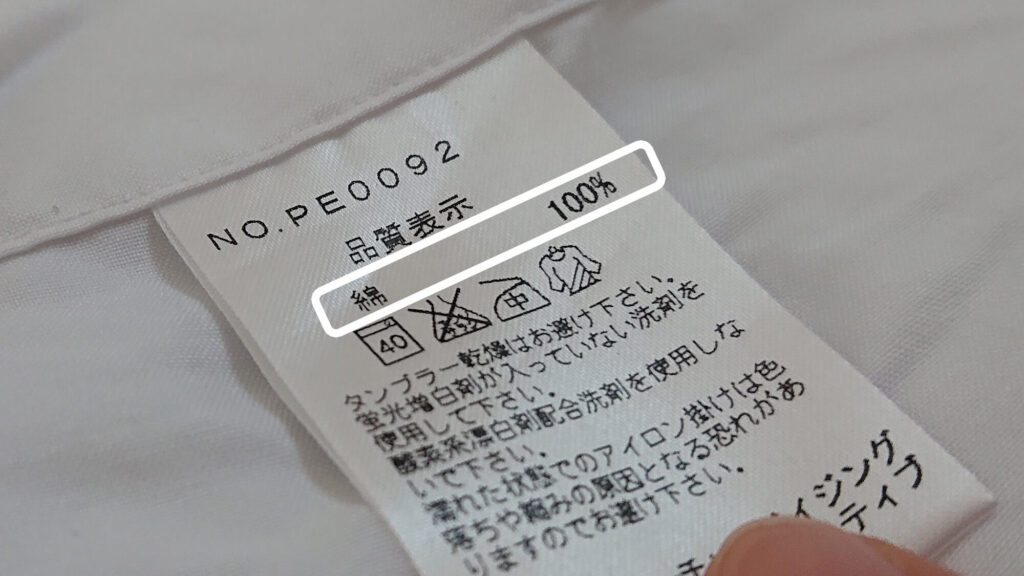 NO.PE0092
品質表示
綿 100%
40 エンソサラシ 中
タンブラー乾燥はお避け下さい。
蛍光増白剤が入っていない洗剤を
使用して下さい。
酸素系漂白剤配合洗剤を使用しな
いで下さい。
濡れた状態でのアイロン掛けは色
落ちや縮みの原因となる恐れがあ
りますのでお避け下さい。
イジング
ティブ